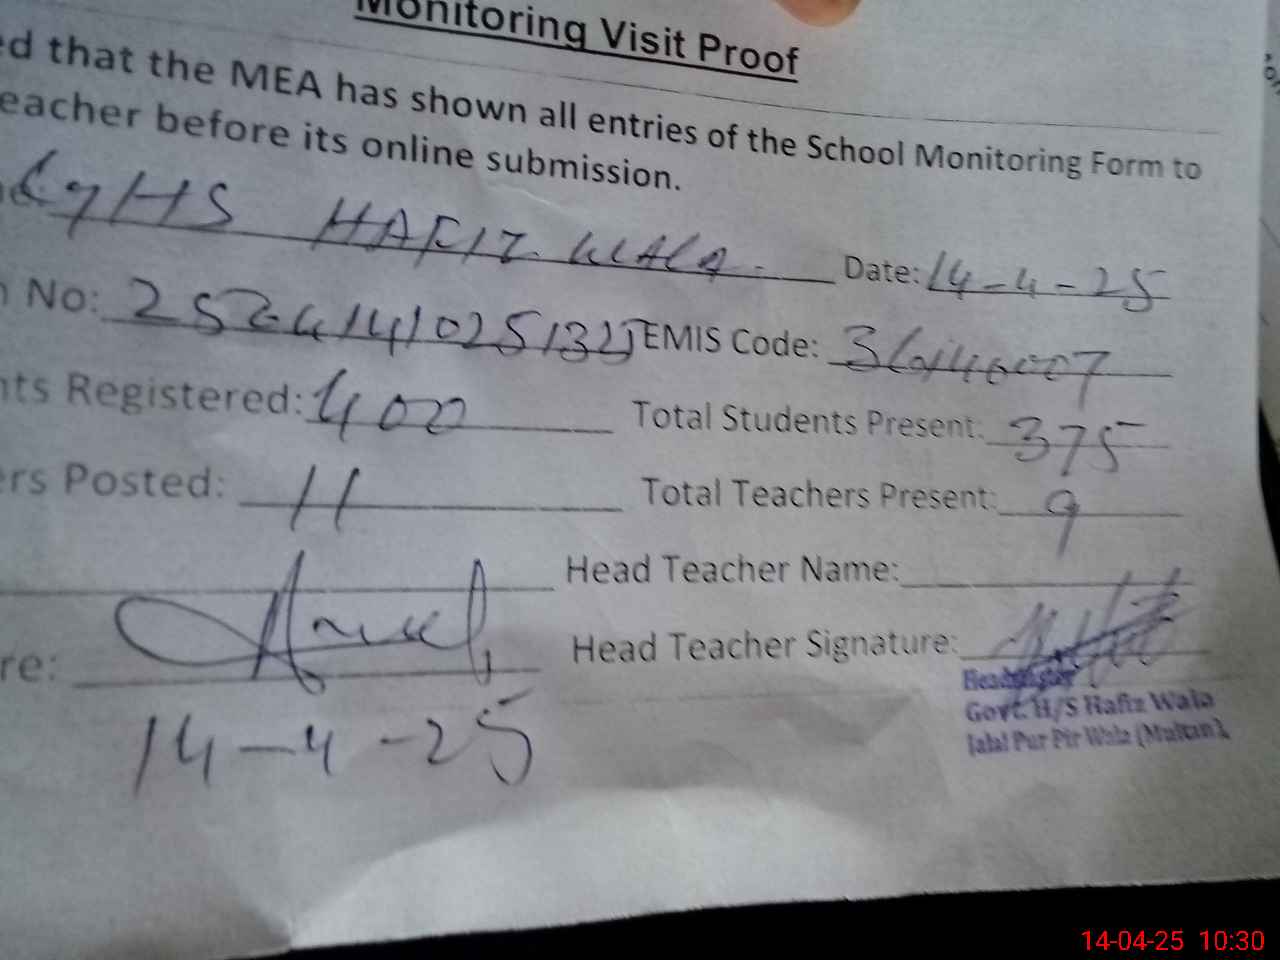 Monitoring Visit Proof
ed that the MEA has shown all entries of the School Monitoring Form to
eacher before its online submission.
GHS HAFIZ WALA Date: 14-4-25
No: EMIS Code:
nts Registered: 400 Total Students Present: 375
ers Posted: 11 Total Teachers Present: 9
Head Teacher Name:
re: Head Teacher Signature:
Headmaster
Govt. H/S Hafiz Wala
Jalal Pur Pir Wala (Multan).
14-4-25
14-04-25 10:30